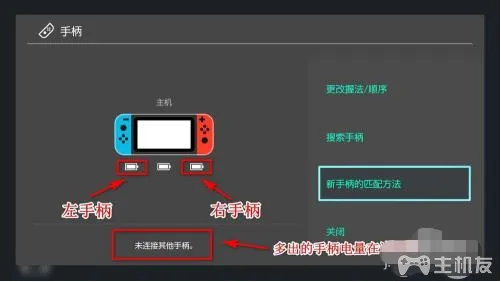 手柄
主机
左手柄
右手柄
未连接其他手柄。
多出的手柄电量在
更改握法/顺序
搜索手柄
新手柄的匹配方法
关闭
主机友